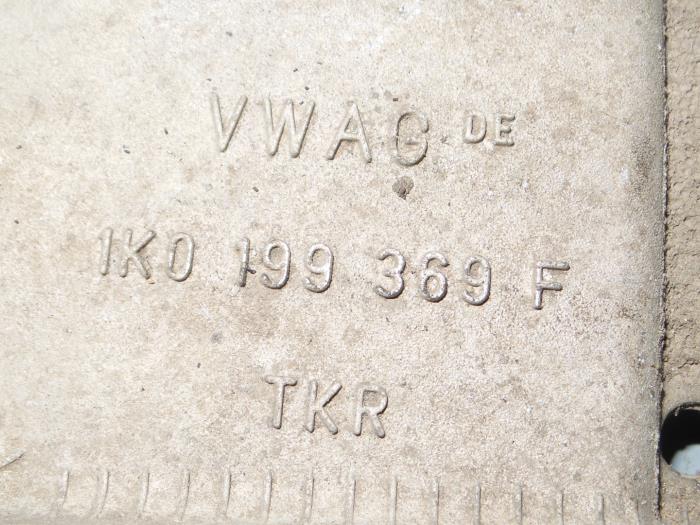 VWAG DE
1K0 199 369 F
TKR